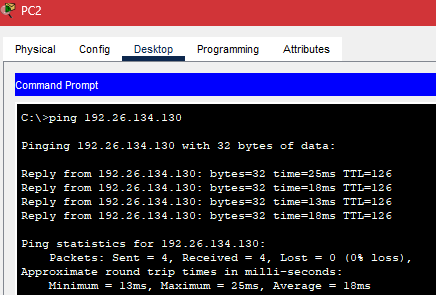 PC2
Physical Config Desktop Programming Attributes
Command Prompt
C:\>ping 192.26.134.130
Pinging 192.26.134.130 with 32 bytes of data:
Reply from 192.26.134.130: bytes=32 time=25ms TTL=126
Reply from 192.26.134.130: bytes=32 time=18ms TTL=126
Reply from 192.26.134.130: bytes=32 time=13ms TTL=126
Reply from 192.26.134.130: bytes=32 time=18ms TTL=126
Ping statistics for 192.26.134.130:
    Packets: Sent = 4, Received = 4, Lost = 0 (0% loss),
Approximate round trip times in milli-seconds:
    Minimum = 13ms, Maximum = 25ms, Average = 18ms